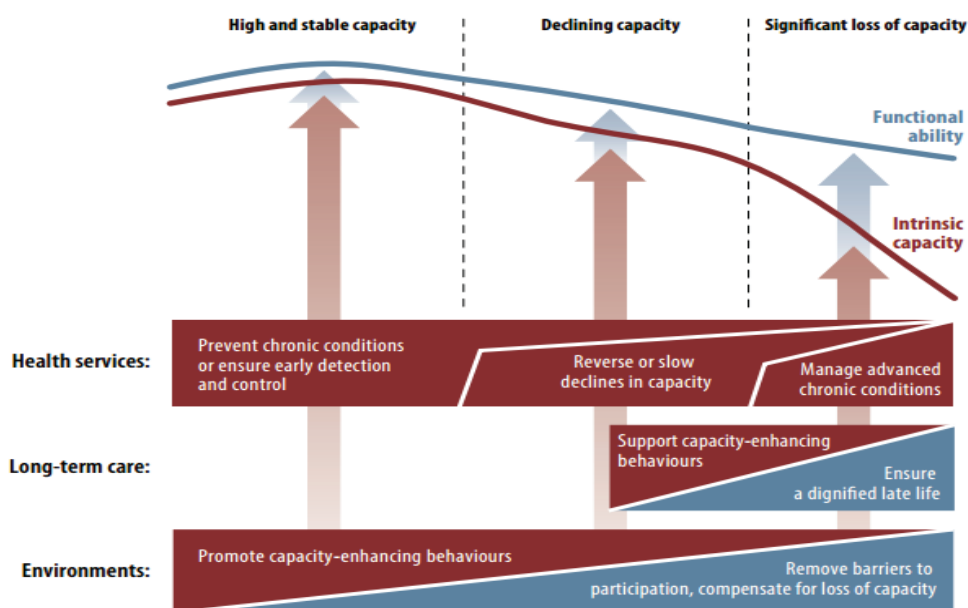 High and stable capacity
Declining capacity
Significant loss of capacity
Functional
ability
Intrinsic
capacity
Health services:
Prevent chronic conditions
or ensure early detection
and control
Reverse or slow
declines in capacity
Manage advanced
chronic conditions
Long-term care:
Support capacity-enhancing
behaviours
Ensure
a dignified late life
Environments:
Promote capacity-enhancing behaviours
Remove barriers to
participation, compensate for loss of capacity